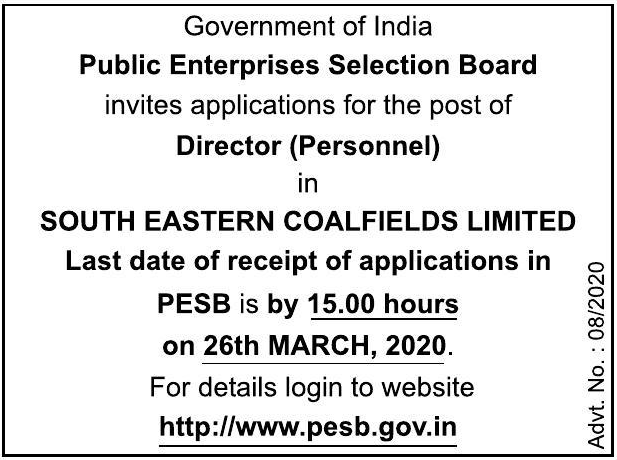 Government of India
Public Enterprises Selection Board
invites applications for the post of
Director (Personnel)
in
SOUTH EASTERN COALFIELDS LIMITED
Last date of receipt of applications in
PESB is by 15.00 hours
on 26th MARCH, 2020.
For details login to website
http://www.pesb.gov.in
Advt. No. : 08/2020